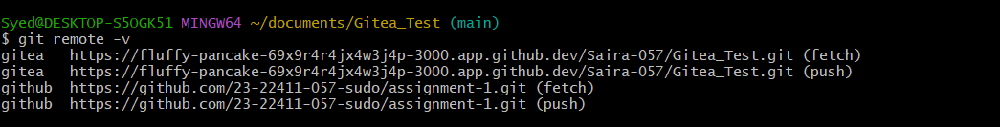 Syed@DESKTOP-S5OGK51 MINGW64 ~/documents/Gitea_Test (main)
$ git remote -v
gitea   https://fluffy-pancake-69x9r4r4jx4w3j4p-3000.app.github.dev/Saira-057/Gitea_Test.git (fetch)
gitea   https://fluffy-pancake-69x9r4r4jx4w3j4p-3000.app.github.dev/Saira-057/Gitea_Test.git (push)
github  https://github.com/23-22411-057-sudo/assignment-1.git (fetch)
github  https://github.com/23-22411-057-sudo/assignment-1.git (push)